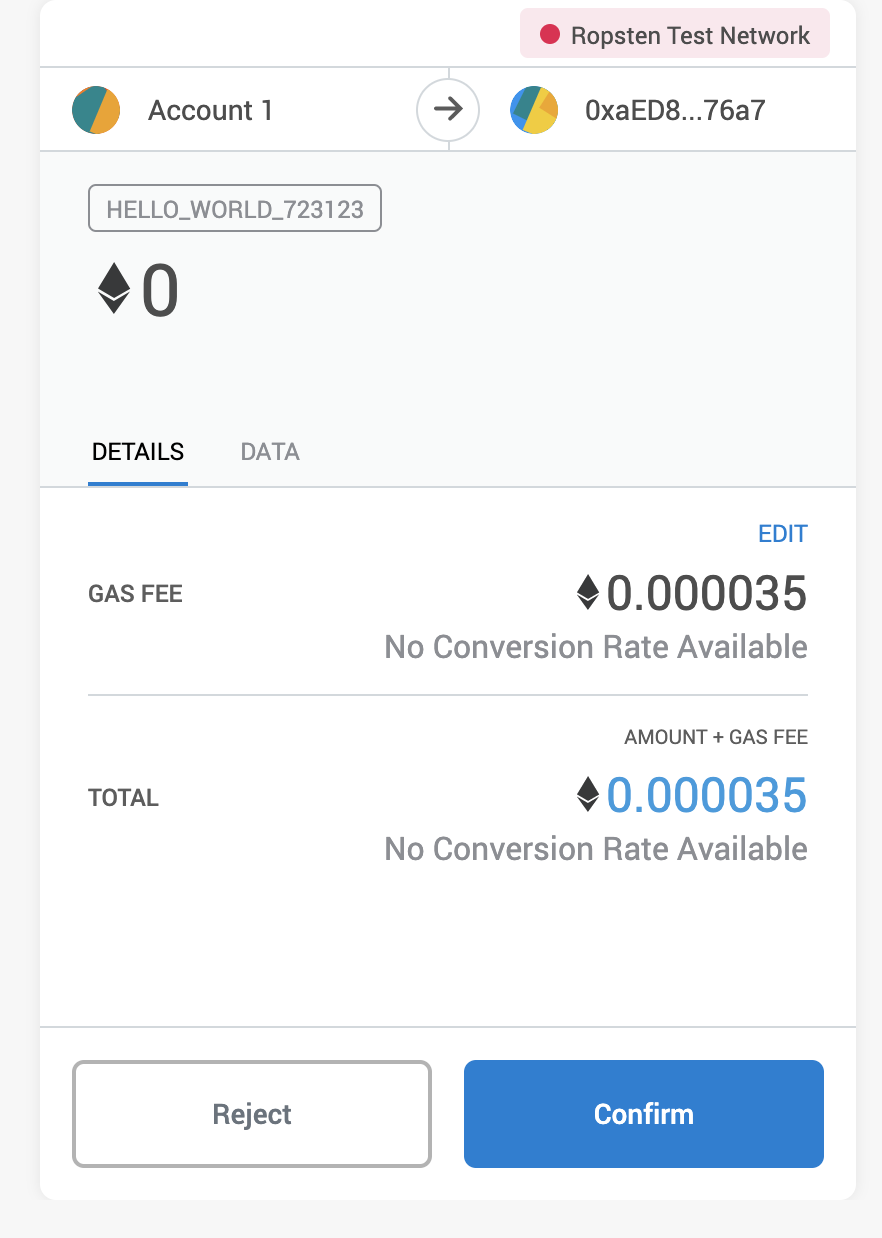 Ropsten Test Network
Account 1
0xaED8...76a7
HELLO_WORLD_723123
0
DETAILS
DATA
EDIT
GAS FEE
0.000035
No Conversion Rate Available
AMOUNT + GAS FEE
TOTAL
0.000035
No Conversion Rate Available
Reject
Confirm